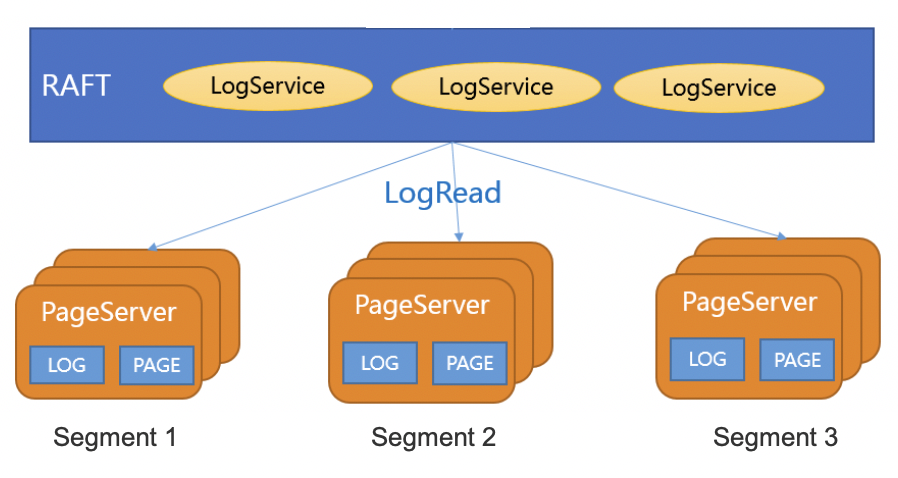 RAFT
LogService
LogService
LogService
LogRead
PageServer
LOG
PAGE
PageServer
LOG
PAGE
PageServer
LOG
PAGE
Segment 1
Segment 2
Segment 3